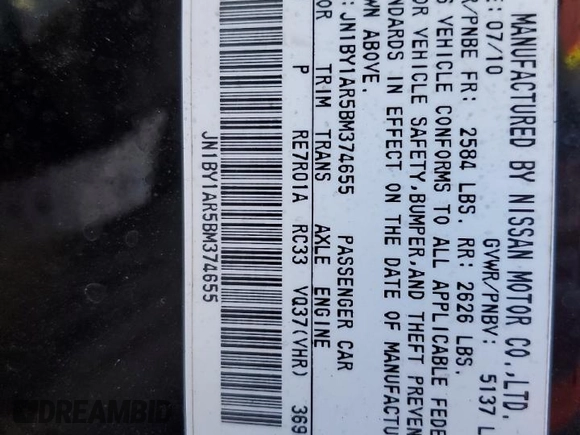 MANUFACTURED BY NISSAN MOTOR CO.,LTD.
: 07/10 GVWR/PNBV: 5137 L
R/PNBE FR: 2584 LBS. RR: 2626 LBS.
VEHICLE CONFORMS TO ALL APPLICABLE FEDE
OR VEHICLE SAFETY,BUMPER,AND THEFT PREVEN
NDARDS IN EFFECT ON THE DATE OF MANUFACTU
WN ABOVE.
: JN1BY1AR5BM374655 PASSENGER CAR
OR TRIM TRANS AXLE ENGINE
P RE7R01A RC33 VQ37(VHR) 369
JN1BY1AR5BM374655
DREAMBID